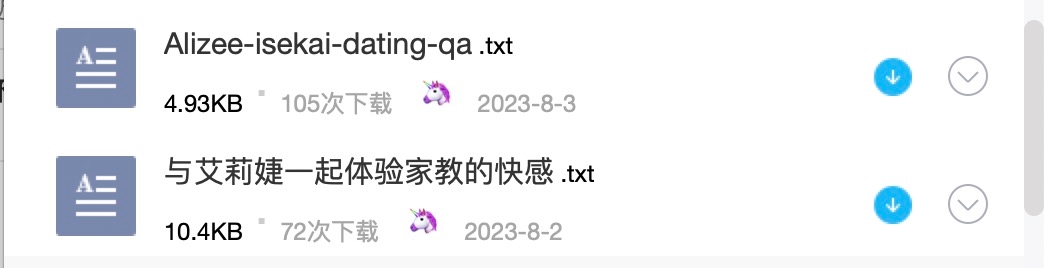 Alizee-isekai-dating-qa .txt
4.93KB 105次下载 🦄 2023-8-3
与艾莉婕一起体验家教的快感 .txt
10.4KB 72次下载 🦄 2023-8-2